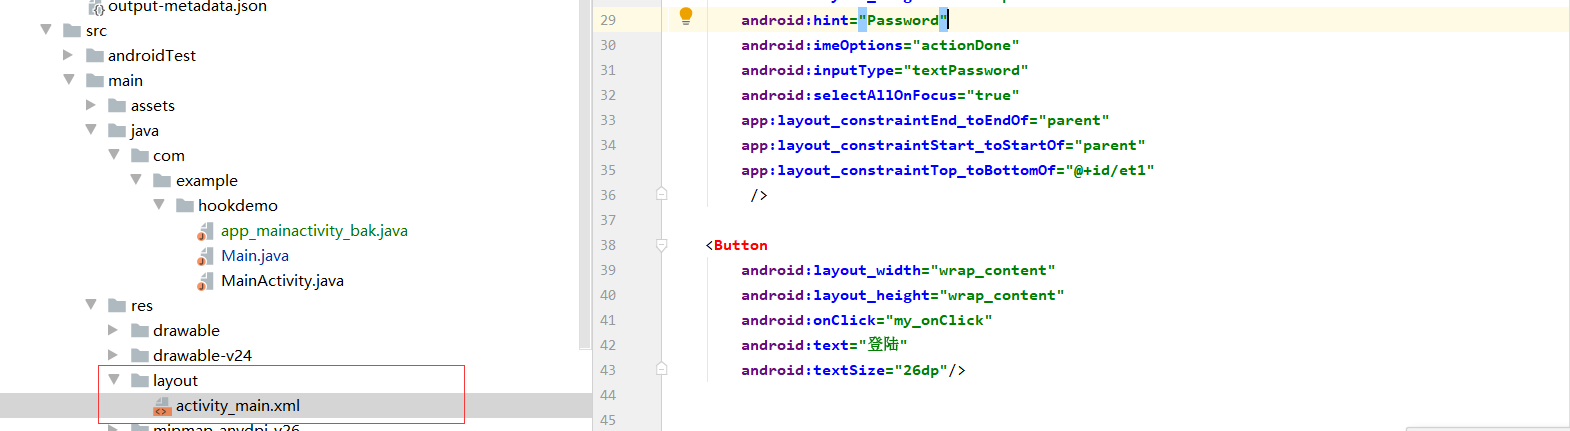 output-metadata.json
src
androidTest
main
assets
java
com
example
hookdemo
app_mainactivity_bak.java
Main.java
MainActivity.java
res
drawable
drawable-v24
layout
activity_main.xml
29 android:hint="Password"
30 android:imeOptions="actionDone"
31 android:inputType="textPassword"
32 android:selectAllOnFocus="true"
33 app:layout_constraintEnd_toEndOf="parent"
34 app:layout_constraintStart_toStartOf="parent"
35 app:layout_constraintTop_toBottomOf="@+id/et1"
36 />
37
38 <Button
39 android:layout_width="wrap_content"
40 android:layout_height="wrap_content"
41 android:onClick="my_onClick"
42 android:text="登陆"
43 android:textSize="26dp"/>
44
45